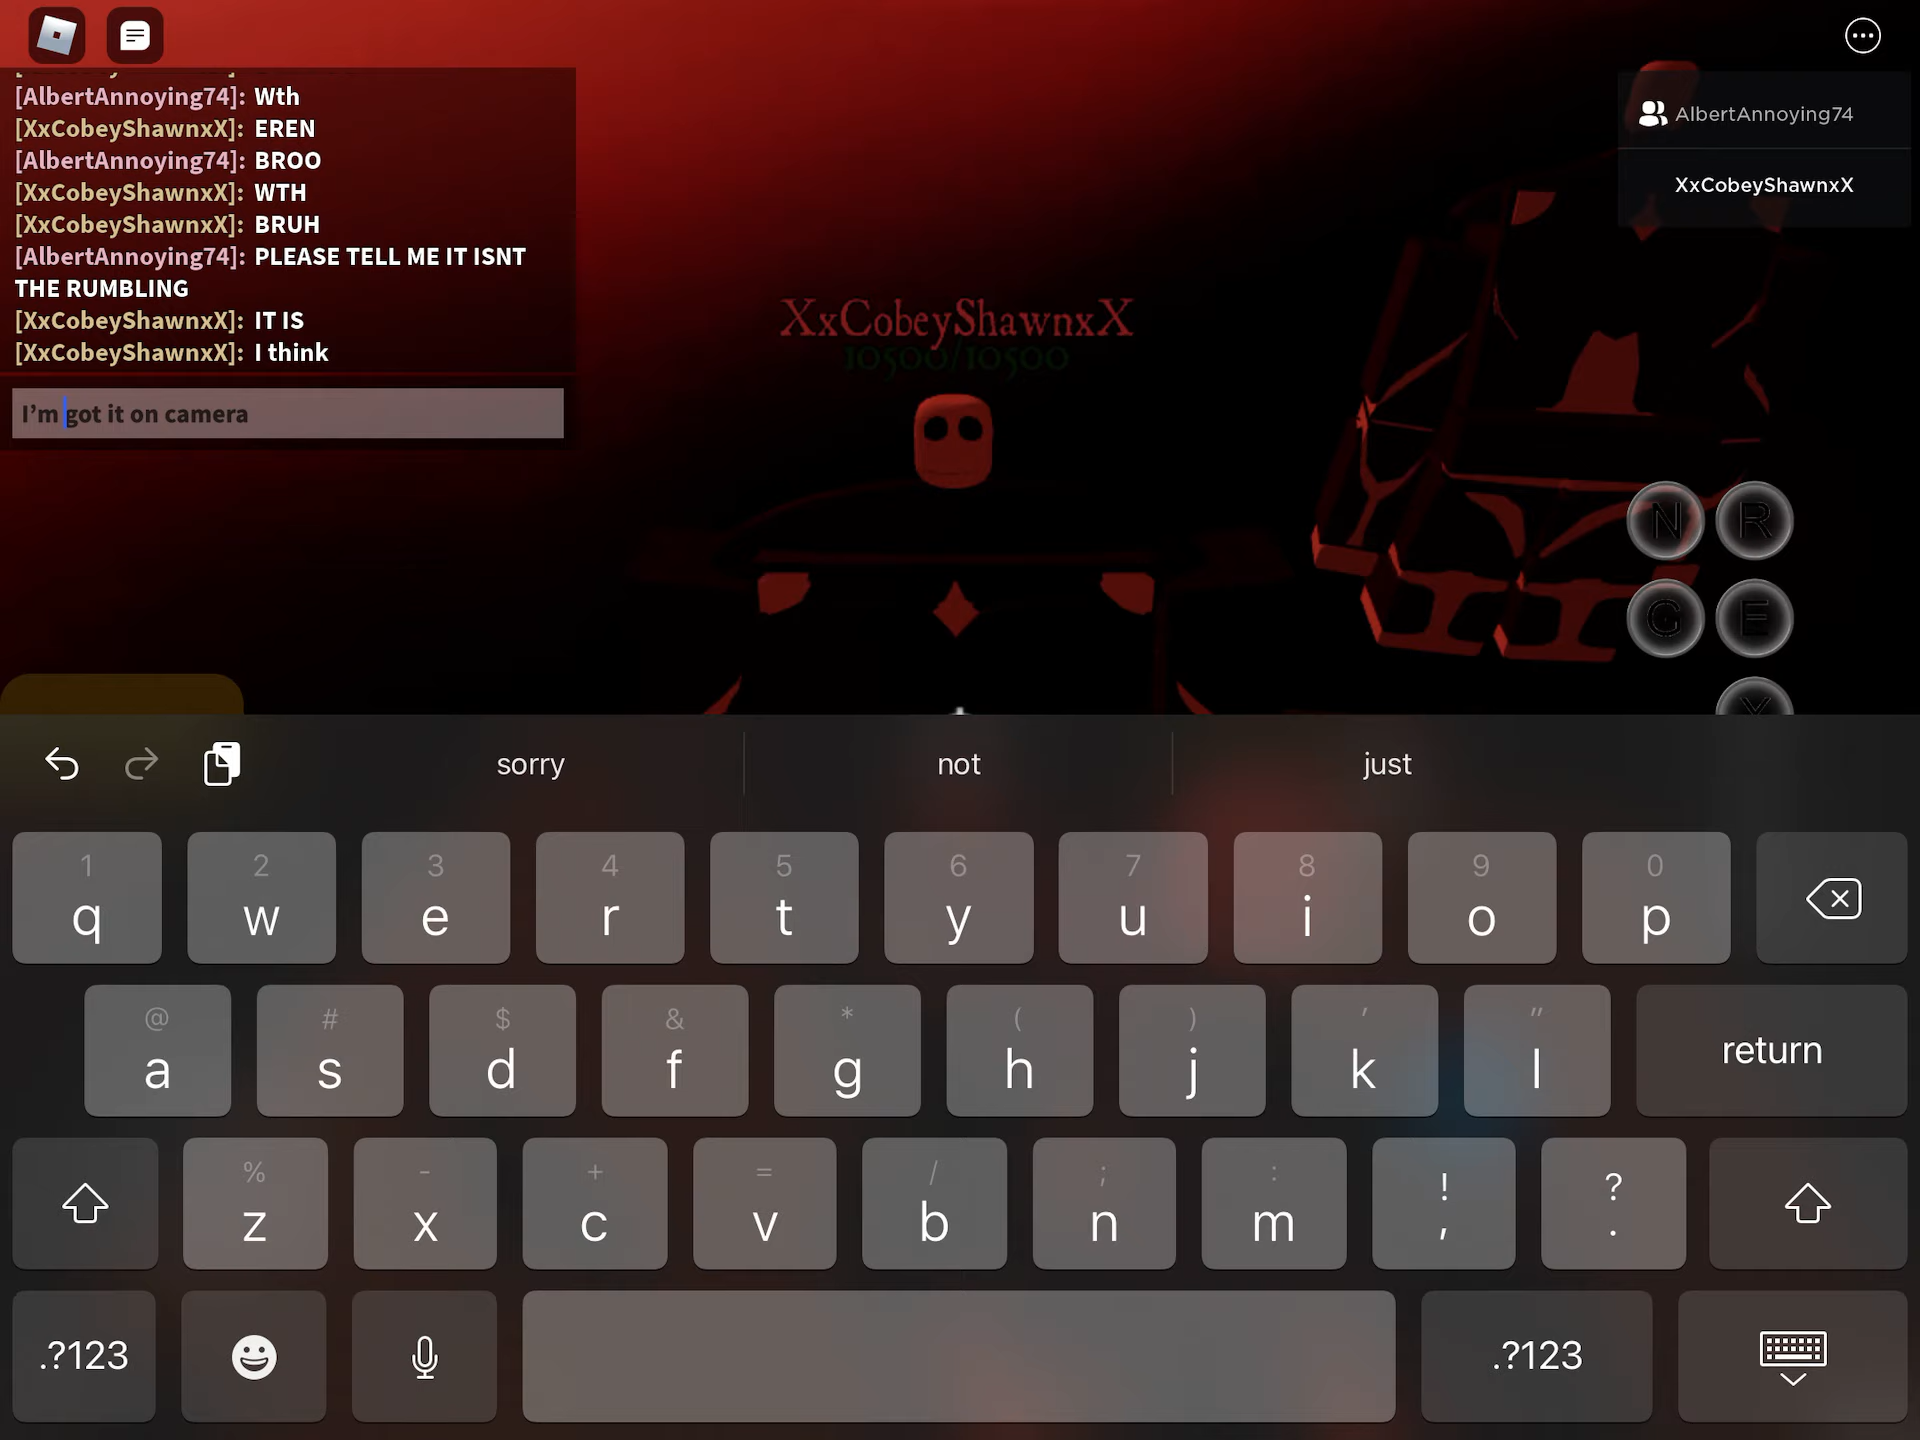 [AlbertAnnoying74]: Wth
[XxCobeyShawnxX]: EREN
[AlbertAnnoying74]: BROO
[XxCobeyShawnxX]: WTH
[XxCobeyShawnxX]: BRUH
[AlbertAnnoying74]: PLEASE TELL ME IT ISNT
THE RUMBLING
[XxCobeyShawnxX]: IT IS
[XxCobeyShawnxX]: I think
I’m got it on camera
AlbertAnnoying74
XxCobeyShawnxX
XxCobeyShawnxX
10500/10500
N R
G E
Y
sorry not just
1 2 3 4 5 6 7 8 9 0
q w e r t y u i o p
@ # $ & * ( ) ' "
a s d f g h j k l return
% - + = / ; : ! ?
z x c v b n m , .
.?123 .?123